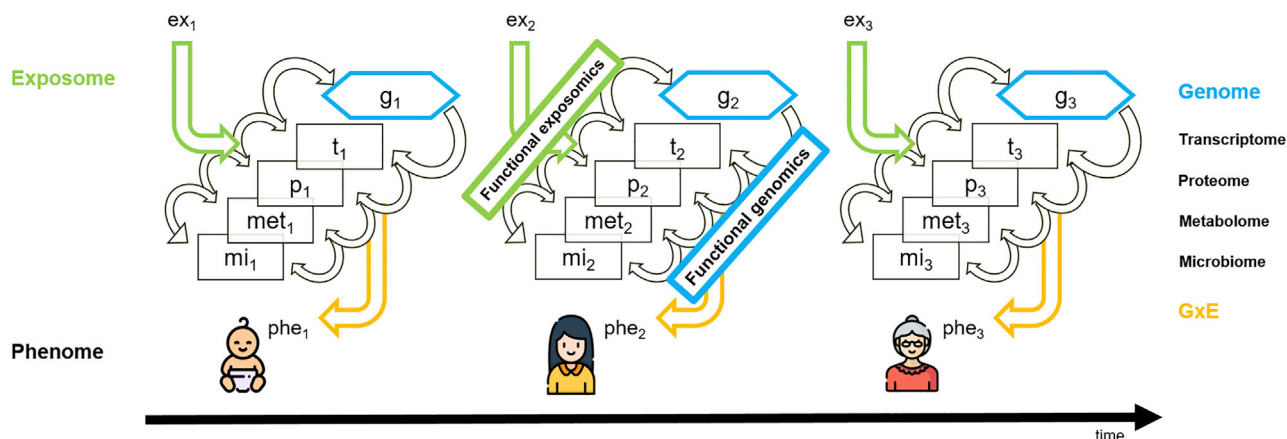 ex₁
ex₂
ex₃
Exposome
Functional exposomics
g₁
g₂
g₃
Genome
t₁
t₂
t₃
Transcriptome
p₁
p₂
p₃
Proteome
met₁
met₂
met₃
Metabolome
mi₁
mi₂
mi₃
Microbiome
Functional genomics
GxE
phe₁
phe₂
phe₃
Phenome
time